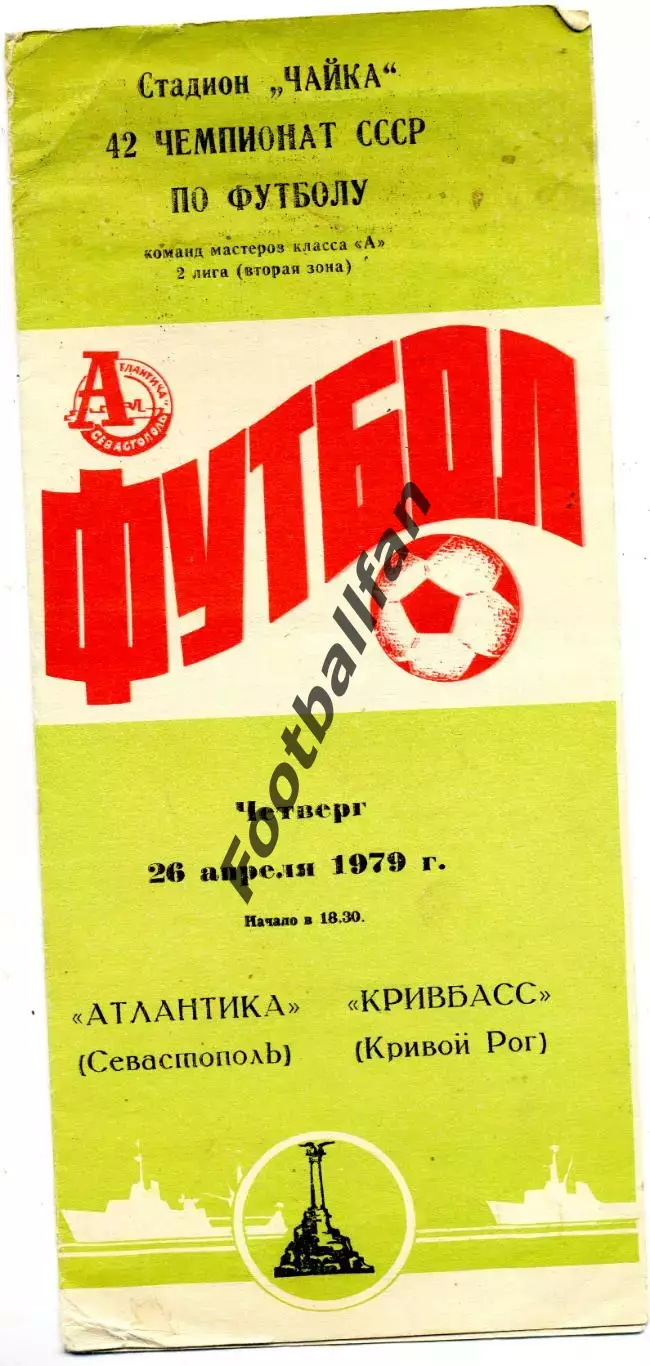 Стадион „ЧАЙКА“
42 ЧЕМПИОНАТ СССР
ПО ФУТБОЛУ
команд мастеров класса «А»
2 лига (вторая зона)
А
ТЛАНТИКА"
СЕВАСТОПОЛЬ
ФУТБОЛ
Footballfan
Четверг
26 апреля 1979 г.
Начало в 18.30.
«АТЛАНТИКА» «КРИВБАСС»
(Севастополь) (Кривой Рог)